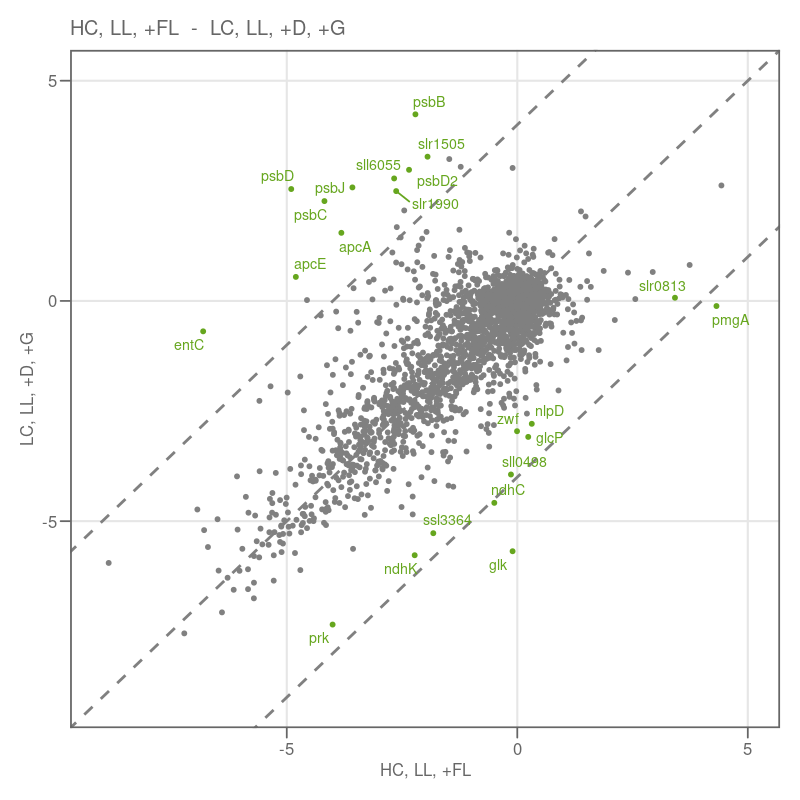 HC, LL, +FL  -  LC, LL, +D, +G
5
psbB
slr1505
sll6055
psbD
psbJ
psbD2
slr1990
psbC
apcA
apcE
0
slr0813
pmgA
entC
LC, LL, +D, +G
nlpD
zwf
glcP
sll0408
ndhC
-5
ssl3364
ndhK
glk
prk
-5
0
5
HC, LL, +FL